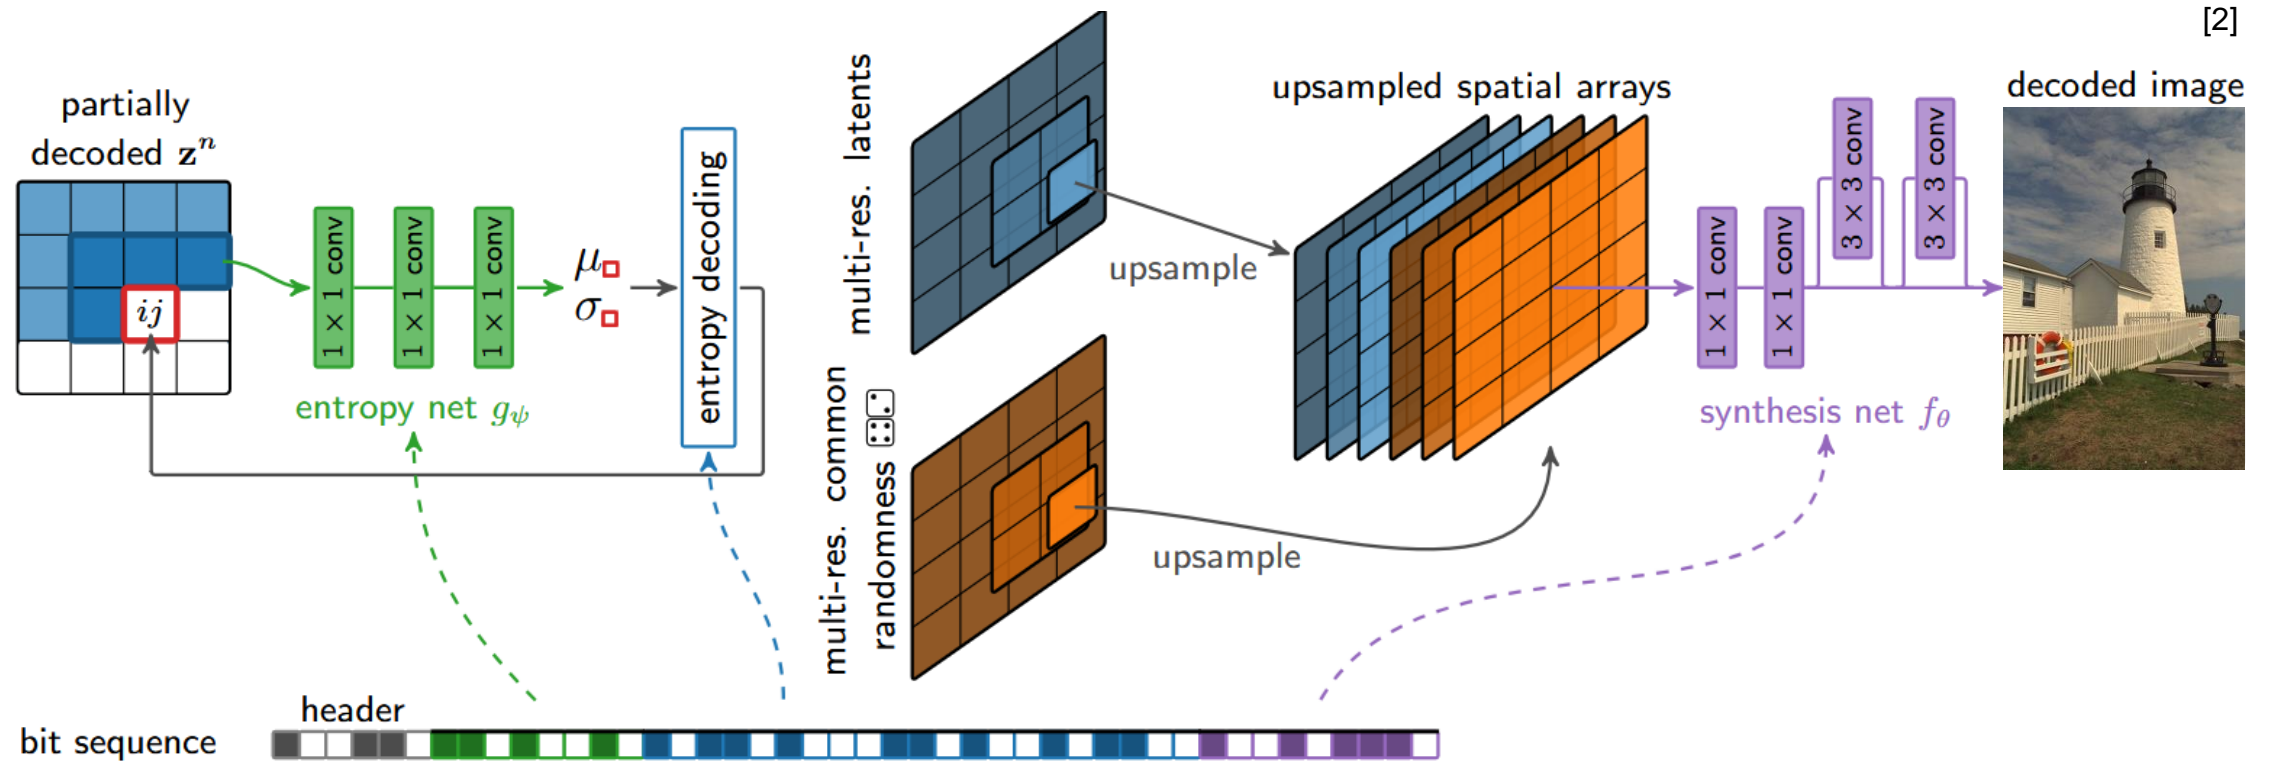 [2]
partially
decoded zⁿ
ij
1 × 1 conv
1 × 1 conv
1 × 1 conv
entropy net g_ψ
μ□
σ□
entropy decoding
multi-res. latents
upsample
multi-res. common
randomness
upsample
upsampled spatial arrays
1 × 1 conv
1 × 1 conv
3 × 3 conv
3 × 3 conv
synthesis net f_θ
decoded image
header
bit sequence